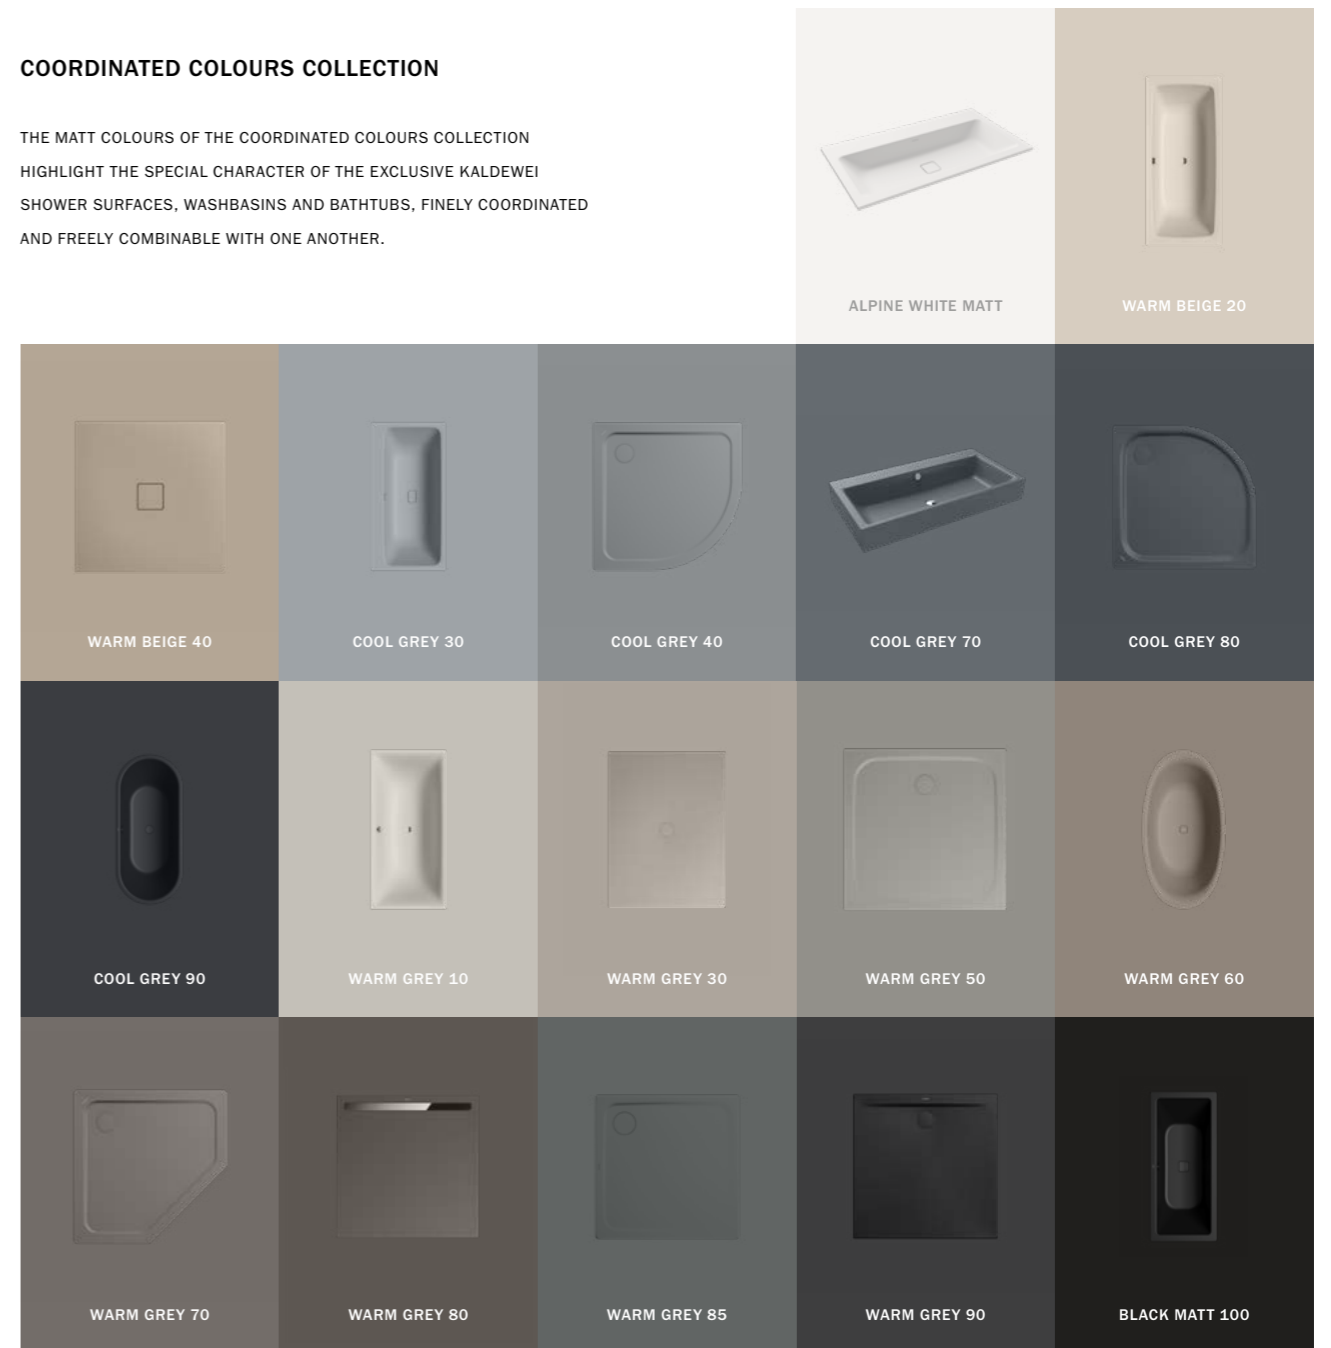 COORDINATED COLOURS COLLECTION
THE MATT COLOURS OF THE COORDINATED COLOURS COLLECTION
HIGHLIGHT THE SPECIAL CHARACTER OF THE EXCLUSIVE KALDEWEI
SHOWER SURFACES, WASHBASINS AND BATHTUBS, FINELY COORDINATED
AND FREELY COMBINABLE WITH ONE ANOTHER.
ALPINE WHITE MATT
WARM BEIGE 20
WARM BEIGE 40
COOL GREY 30
COOL GREY 40
COOL GREY 70
COOL GREY 80
COOL GREY 90
WARM GREY 10
WARM GREY 30
WARM GREY 50
WARM GREY 60
WARM GREY 70
WARM GREY 80
WARM GREY 85
WARM GREY 90
BLACK MATT 100